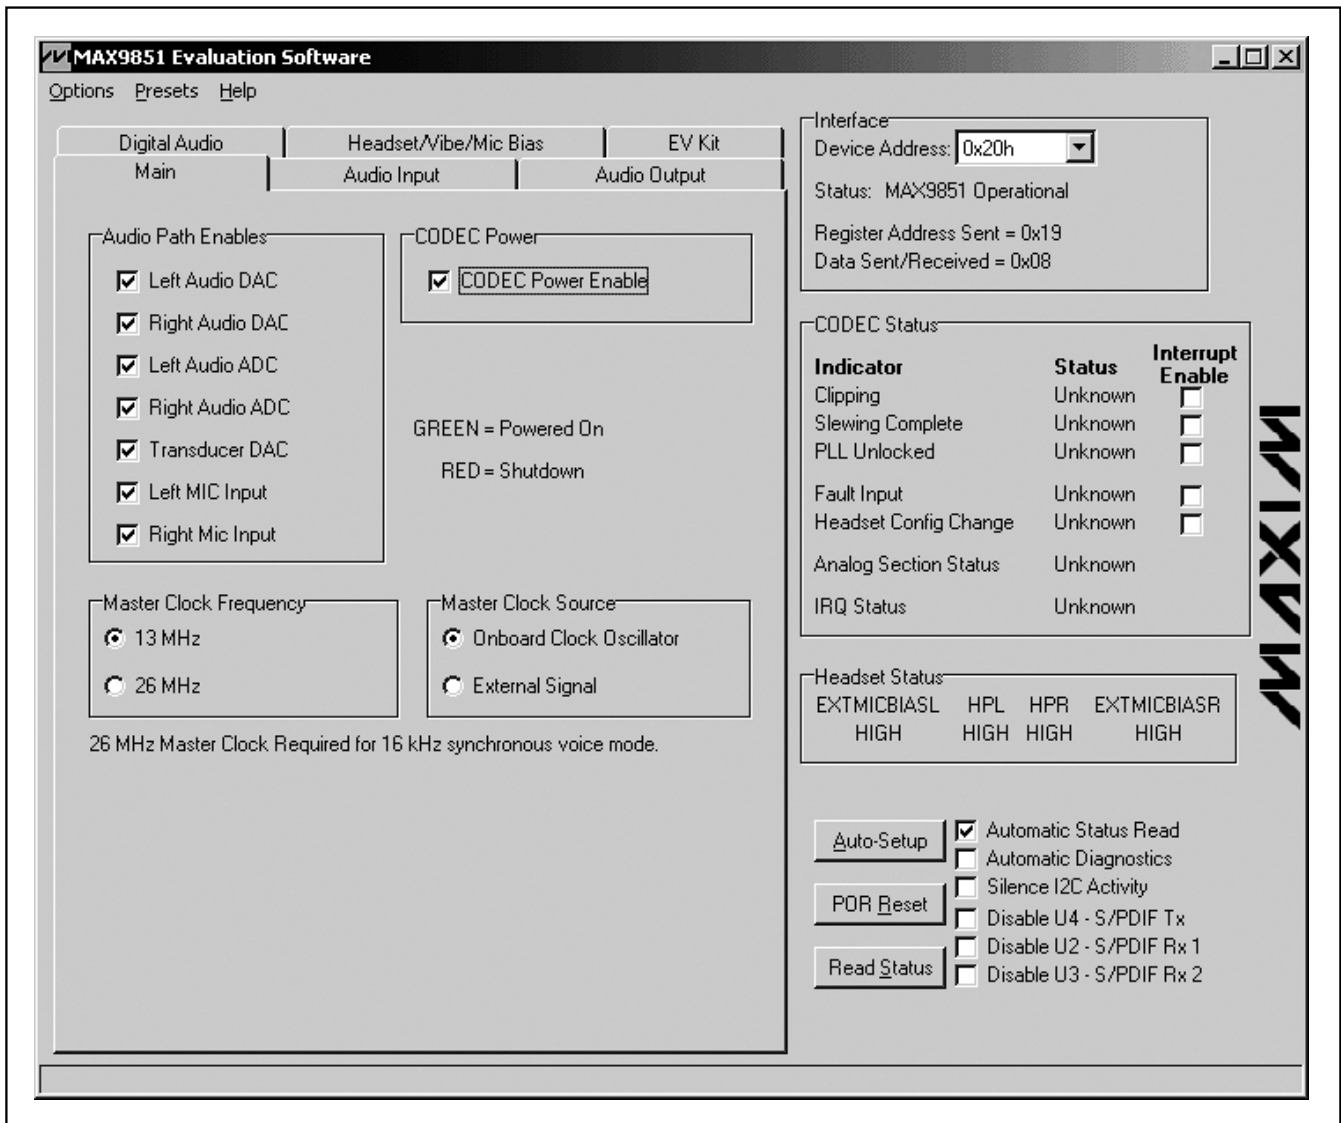 MAX9851 Evaluation Software
Options Presets Help
Digital Audio Headset/Vibe/Mic Bias EV Kit
Main Audio Input Audio Output
Audio Path Enables
Left Audio DAC
Right Audio DAC
Left Audio ADC
Right Audio ADC
Transducer DAC
Left MIC Input
Right Mic Input
CODEC Power
CODEC Power Enable
GREEN = Powered On
RED = Shutdown
Master Clock Frequency
13 MHz
26 MHz
Master Clock Source
Onboard Clock Oscillator
External Signal
26 MHz Master Clock Required for 16 kHz synchronous voice mode.
Interface
Device Address: 0x20h
Status: MAX9851 Operational
Register Address Sent = 0x19
Data Sent/Received = 0x08
CODEC Status
Indicator Status Interrupt Enable
Clipping Unknown
Slewing Complete Unknown
PLL Unlocked Unknown
Fault Input Unknown
Headset Config Change Unknown
Analog Section Status Unknown
IRQ Status Unknown
Headset Status
EXTMICBIASL HPL HPR EXTMICBIASR
HIGH HIGH HIGH HIGH
Auto-Setup
POR Reset
Read Status
Automatic Status Read
Automatic Diagnostics
Silence I2C Activity
Disable U4 - S/PDIF Tx
Disable U2 - S/PDIF Rx 1
Disable U3 - S/PDIF Rx 2
MAXIM